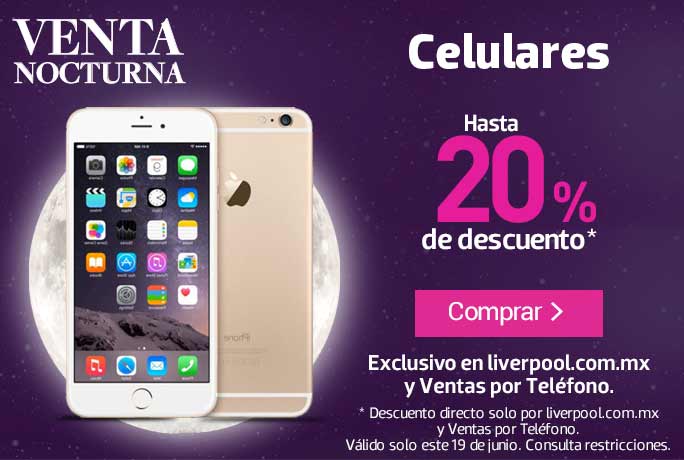 VENTA
NOCTURNA
Celulares
Hasta
20%
de descuento*
Comprar >
Exclusivo en liverpool.com.mx
y Ventas por Teléfono.
* Descuento directo solo por liverpool.com.mx
y Ventas por Teléfono.
Válido solo este 19 de junio. Consulta restricciones.
iPhone